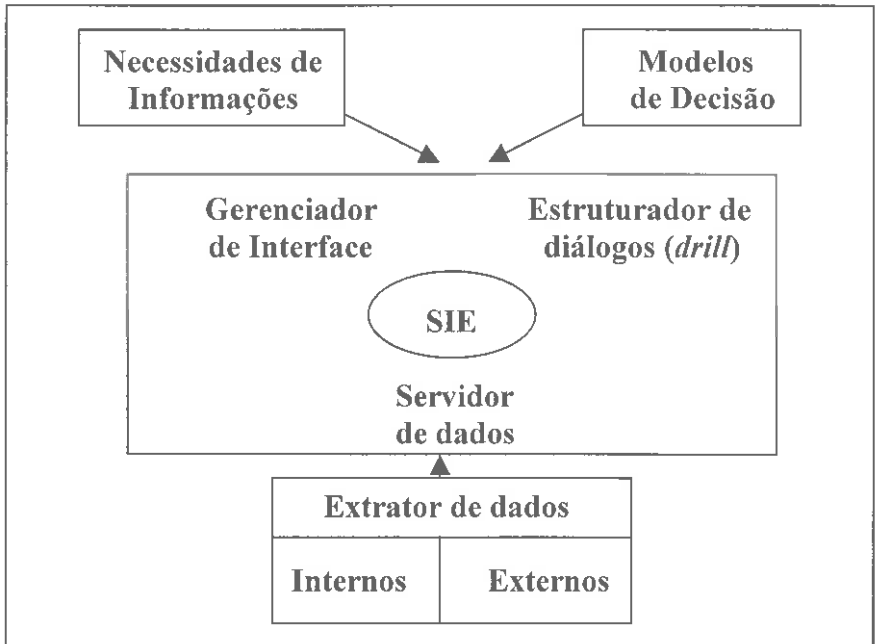 Necessidades de
Informações
Modelos
de Decisão
Gerenciador
de Interface
Estruturador de
diálogos (drill)
SIE
Servidor
de dados
Extrator de dados
Internos
Externos